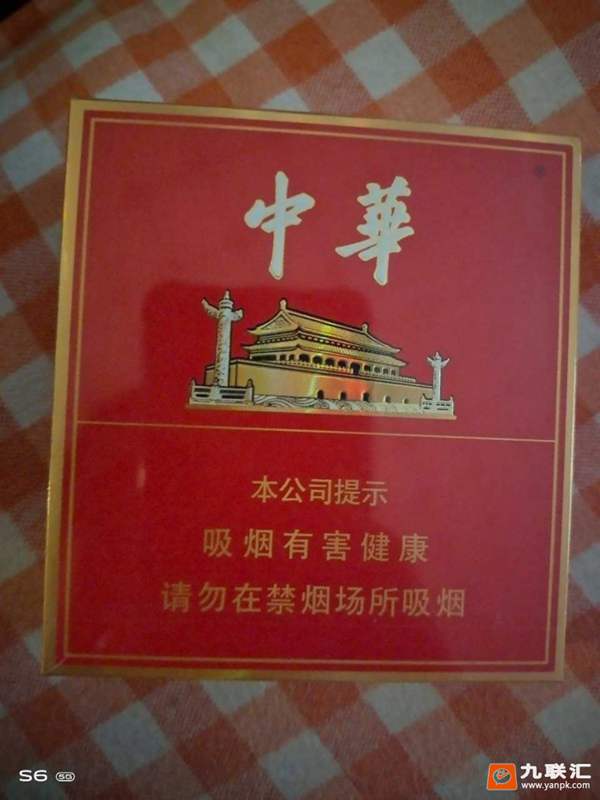 中華
本公司提示
吸烟有害健康
请勿在禁烟场所吸烟
S6 5G
九联汇
www.yanpk.com